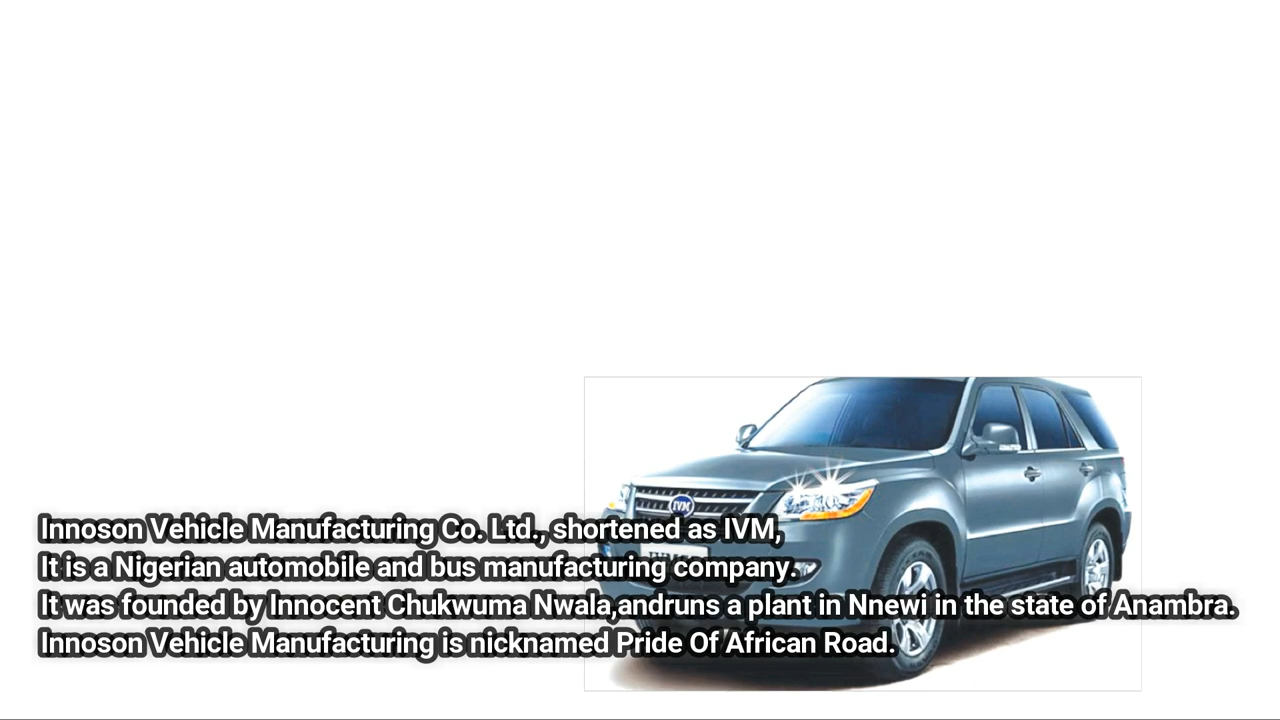 IVM
Innoson Vehicle Manufacturing Co. Ltd., shortened as IVM,
It is a Nigerian automobile and bus manufacturing company.
It was founded by Innocent Chukwuma Nwala,andruns a plant in Nnewi in the state of Anambra.
Innoson Vehicle Manufacturing is nicknamed Pride Of African Road.